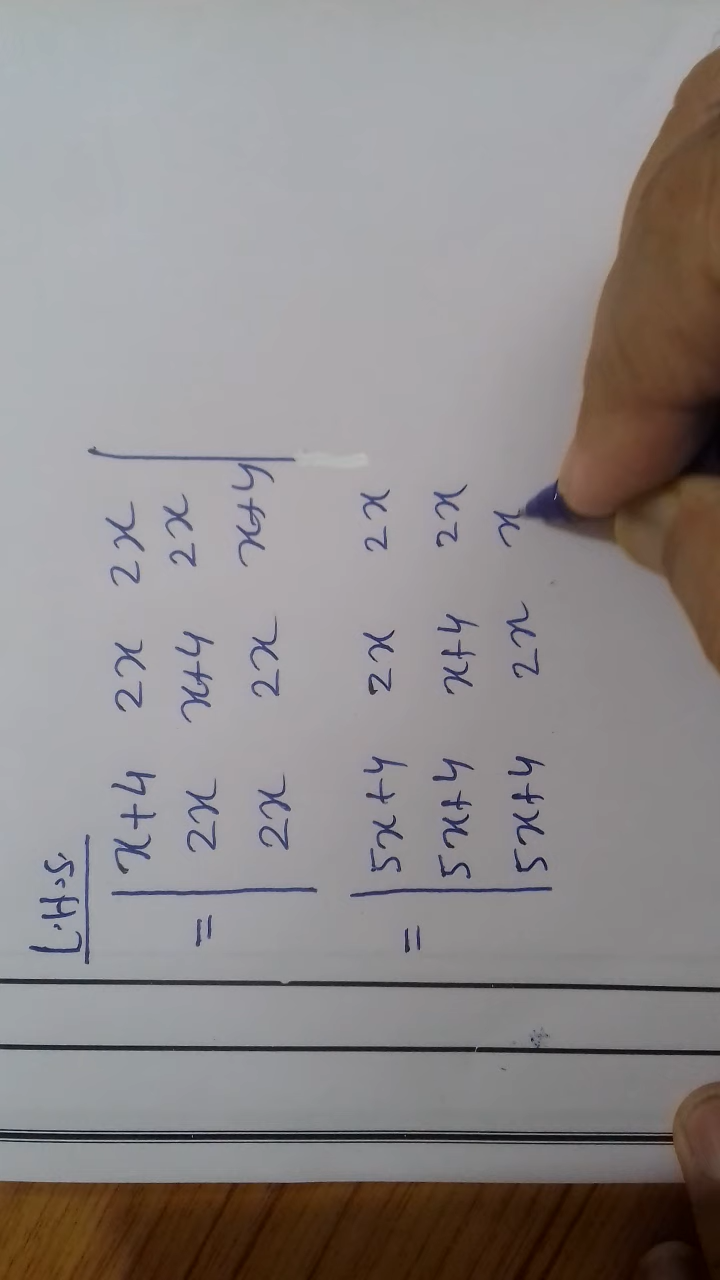 L.H.S.
| x+4 2x 2x |
= | 2x x+4 2x |
| 2x 2x x+4 |
| 5x+4 2x 2x
= | 5x+4 x+4 2x
| 5x+4 2x x